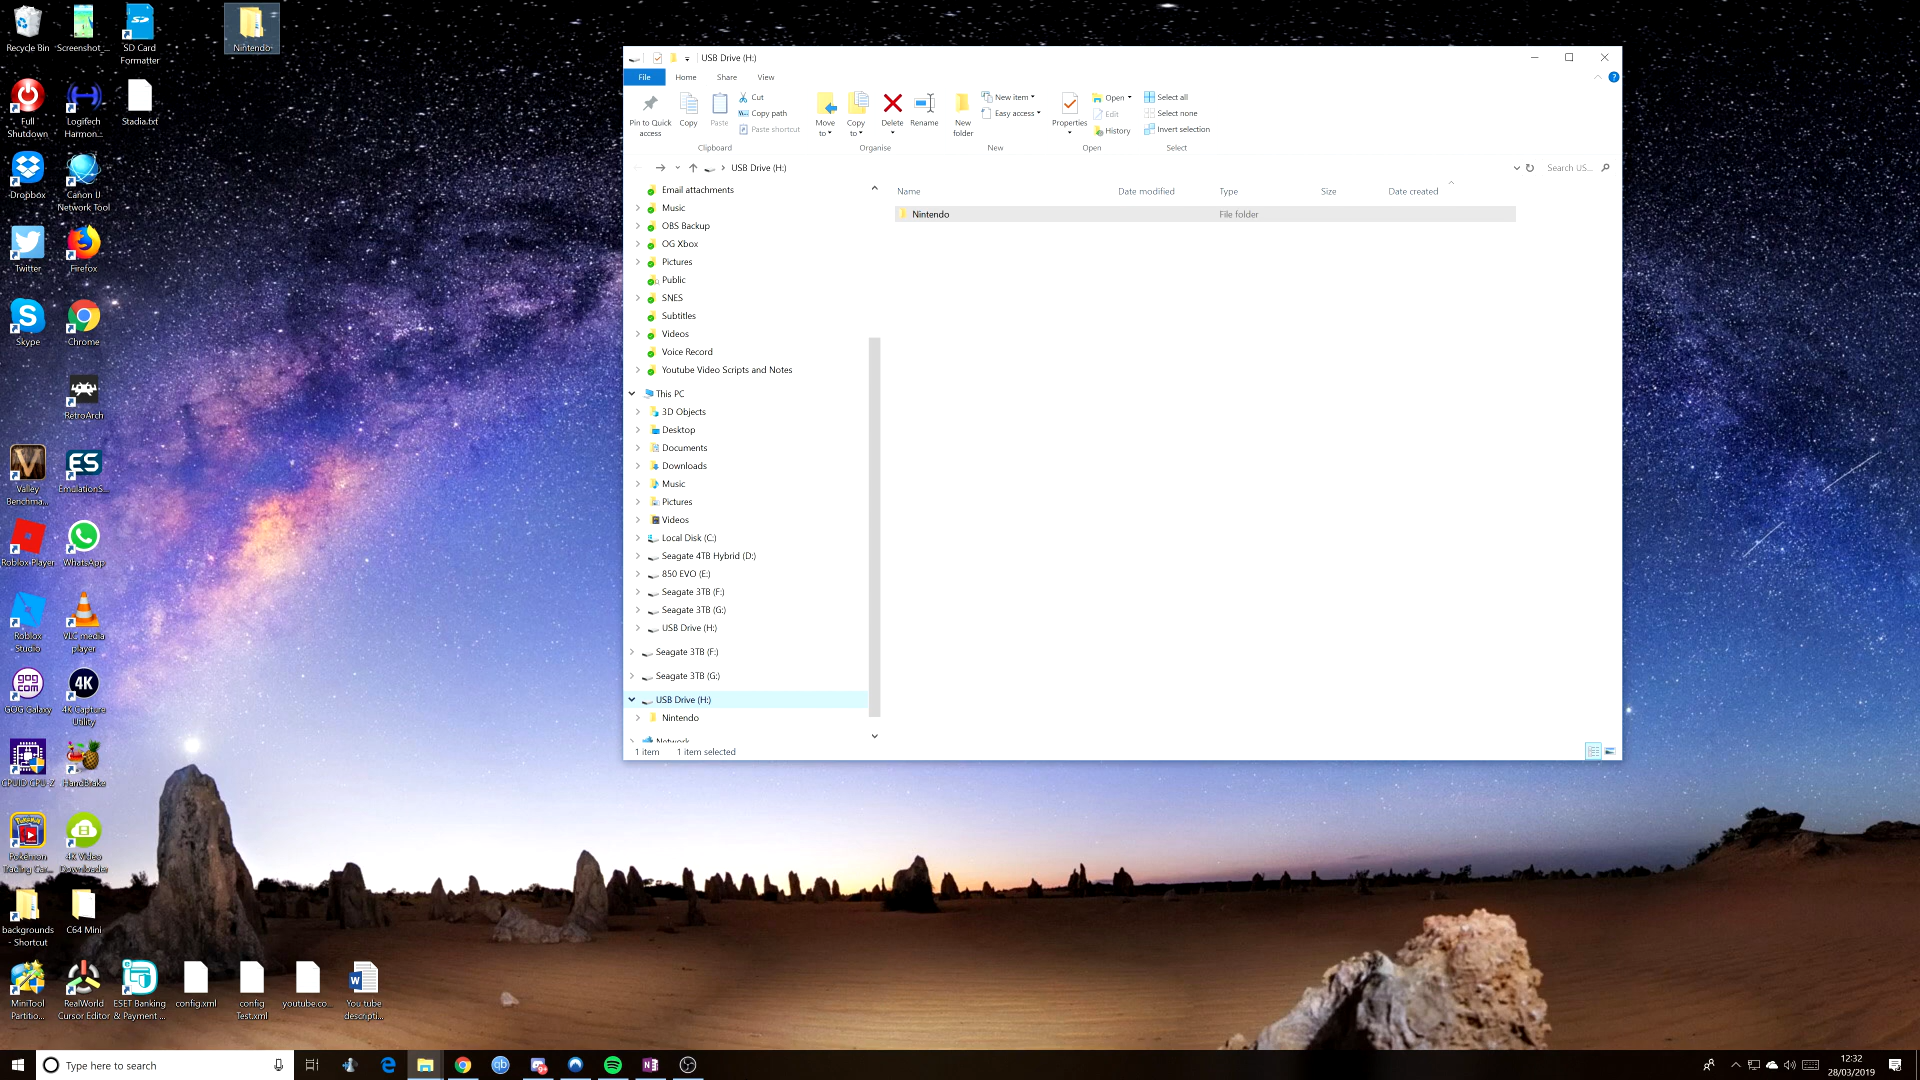 Recycle Bin
Screenshot_...
SD Card
Formatter
Nintendo
Full
Shutdown
Logitech
Harmon...
Stadia.txt
Dropbox
Canon IJ
Network Tool
Twitter
Firefox
Skype
Chrome
RetroArch
Valley
Benchma...
EmulationS...
Roblox Player
WhatsApp
Roblox
Studio
VLC media
player
GOG Galaxy
4K Capture
Utility
CPUID CPU-Z
HandBrake
Pokémon
Trading Car...
4K Video
Downloader
backgrounds
- Shortcut
C64 Mini
MiniTool
Partitio...
RealWorld
Cursor Editor
ESET Banking
& Payment ...
config.xml
config
Test.xml
youtube.co...
You tube
descripti...
USB Drive (H:)
File
Home
Share
View
Pin to Quick
access
Copy
Paste
Cut
Copy path
Paste shortcut
Clipboard
Move
to
Copy
to
Delete
Rename
Organise
New
folder
New item
Easy access
New
Properties
Open
Edit
History
Open
Select all
Select none
Invert selection
Select
USB Drive (H:)
Search US...
Email attachments
Music
OBS Backup
OG Xbox
Pictures
Public
SNES
Subtitles
Videos
Voice Record
Youtube Video Scripts and Notes
This PC
3D Objects
Desktop
Documents
Downloads
Music
Pictures
Videos
Local Disk (C:)
Seagate 4TB Hybrid (D:)
850 EVO (E:)
Seagate 3TB (F:)
Seagate 3TB (G:)
USB Drive (H:)
Seagate 3TB (F:)
Seagate 3TB (G:)
USB Drive (H:)
Nintendo
Network
Name
Date modified
Type
Size
Date created
Nintendo
File folder
1 item
1 item selected
Type here to search
12:32
28/03/2019